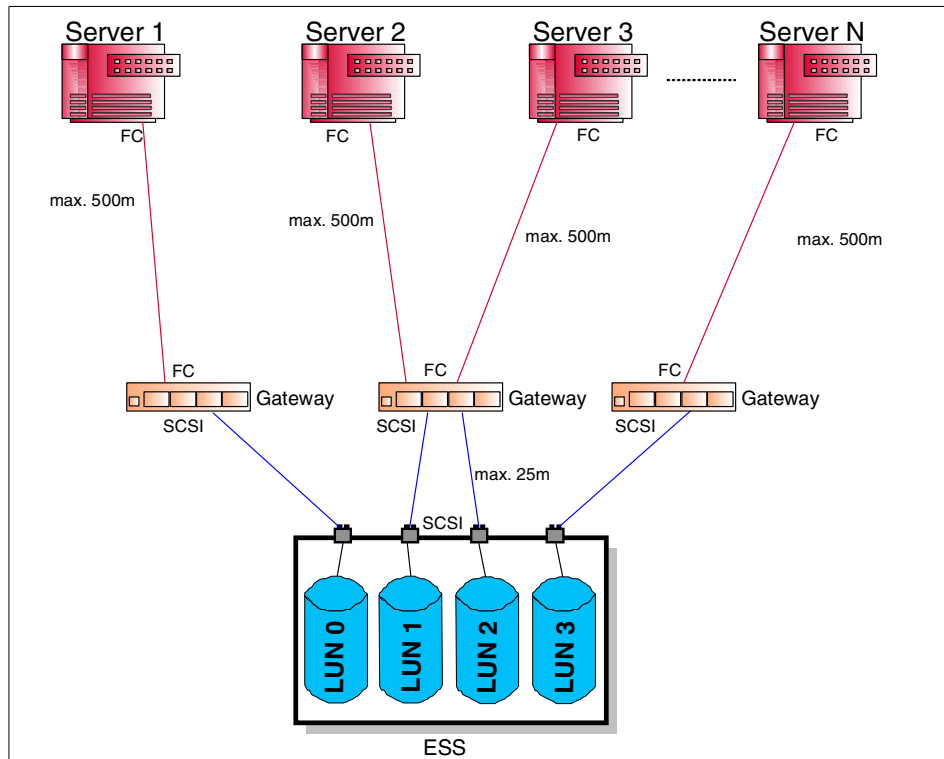 Server 1
Server 2
Server 3
Server N
FC
FC
FC
FC
max. 500m
max. 500m
max. 500m
max. 500m
FC
FC
Gateway
Gateway
Gateway
SCSI
SCSI
SCSI
max. 25m
SCSI
LUN 0
LUN 1
LUN 2
LUN 3
ESS